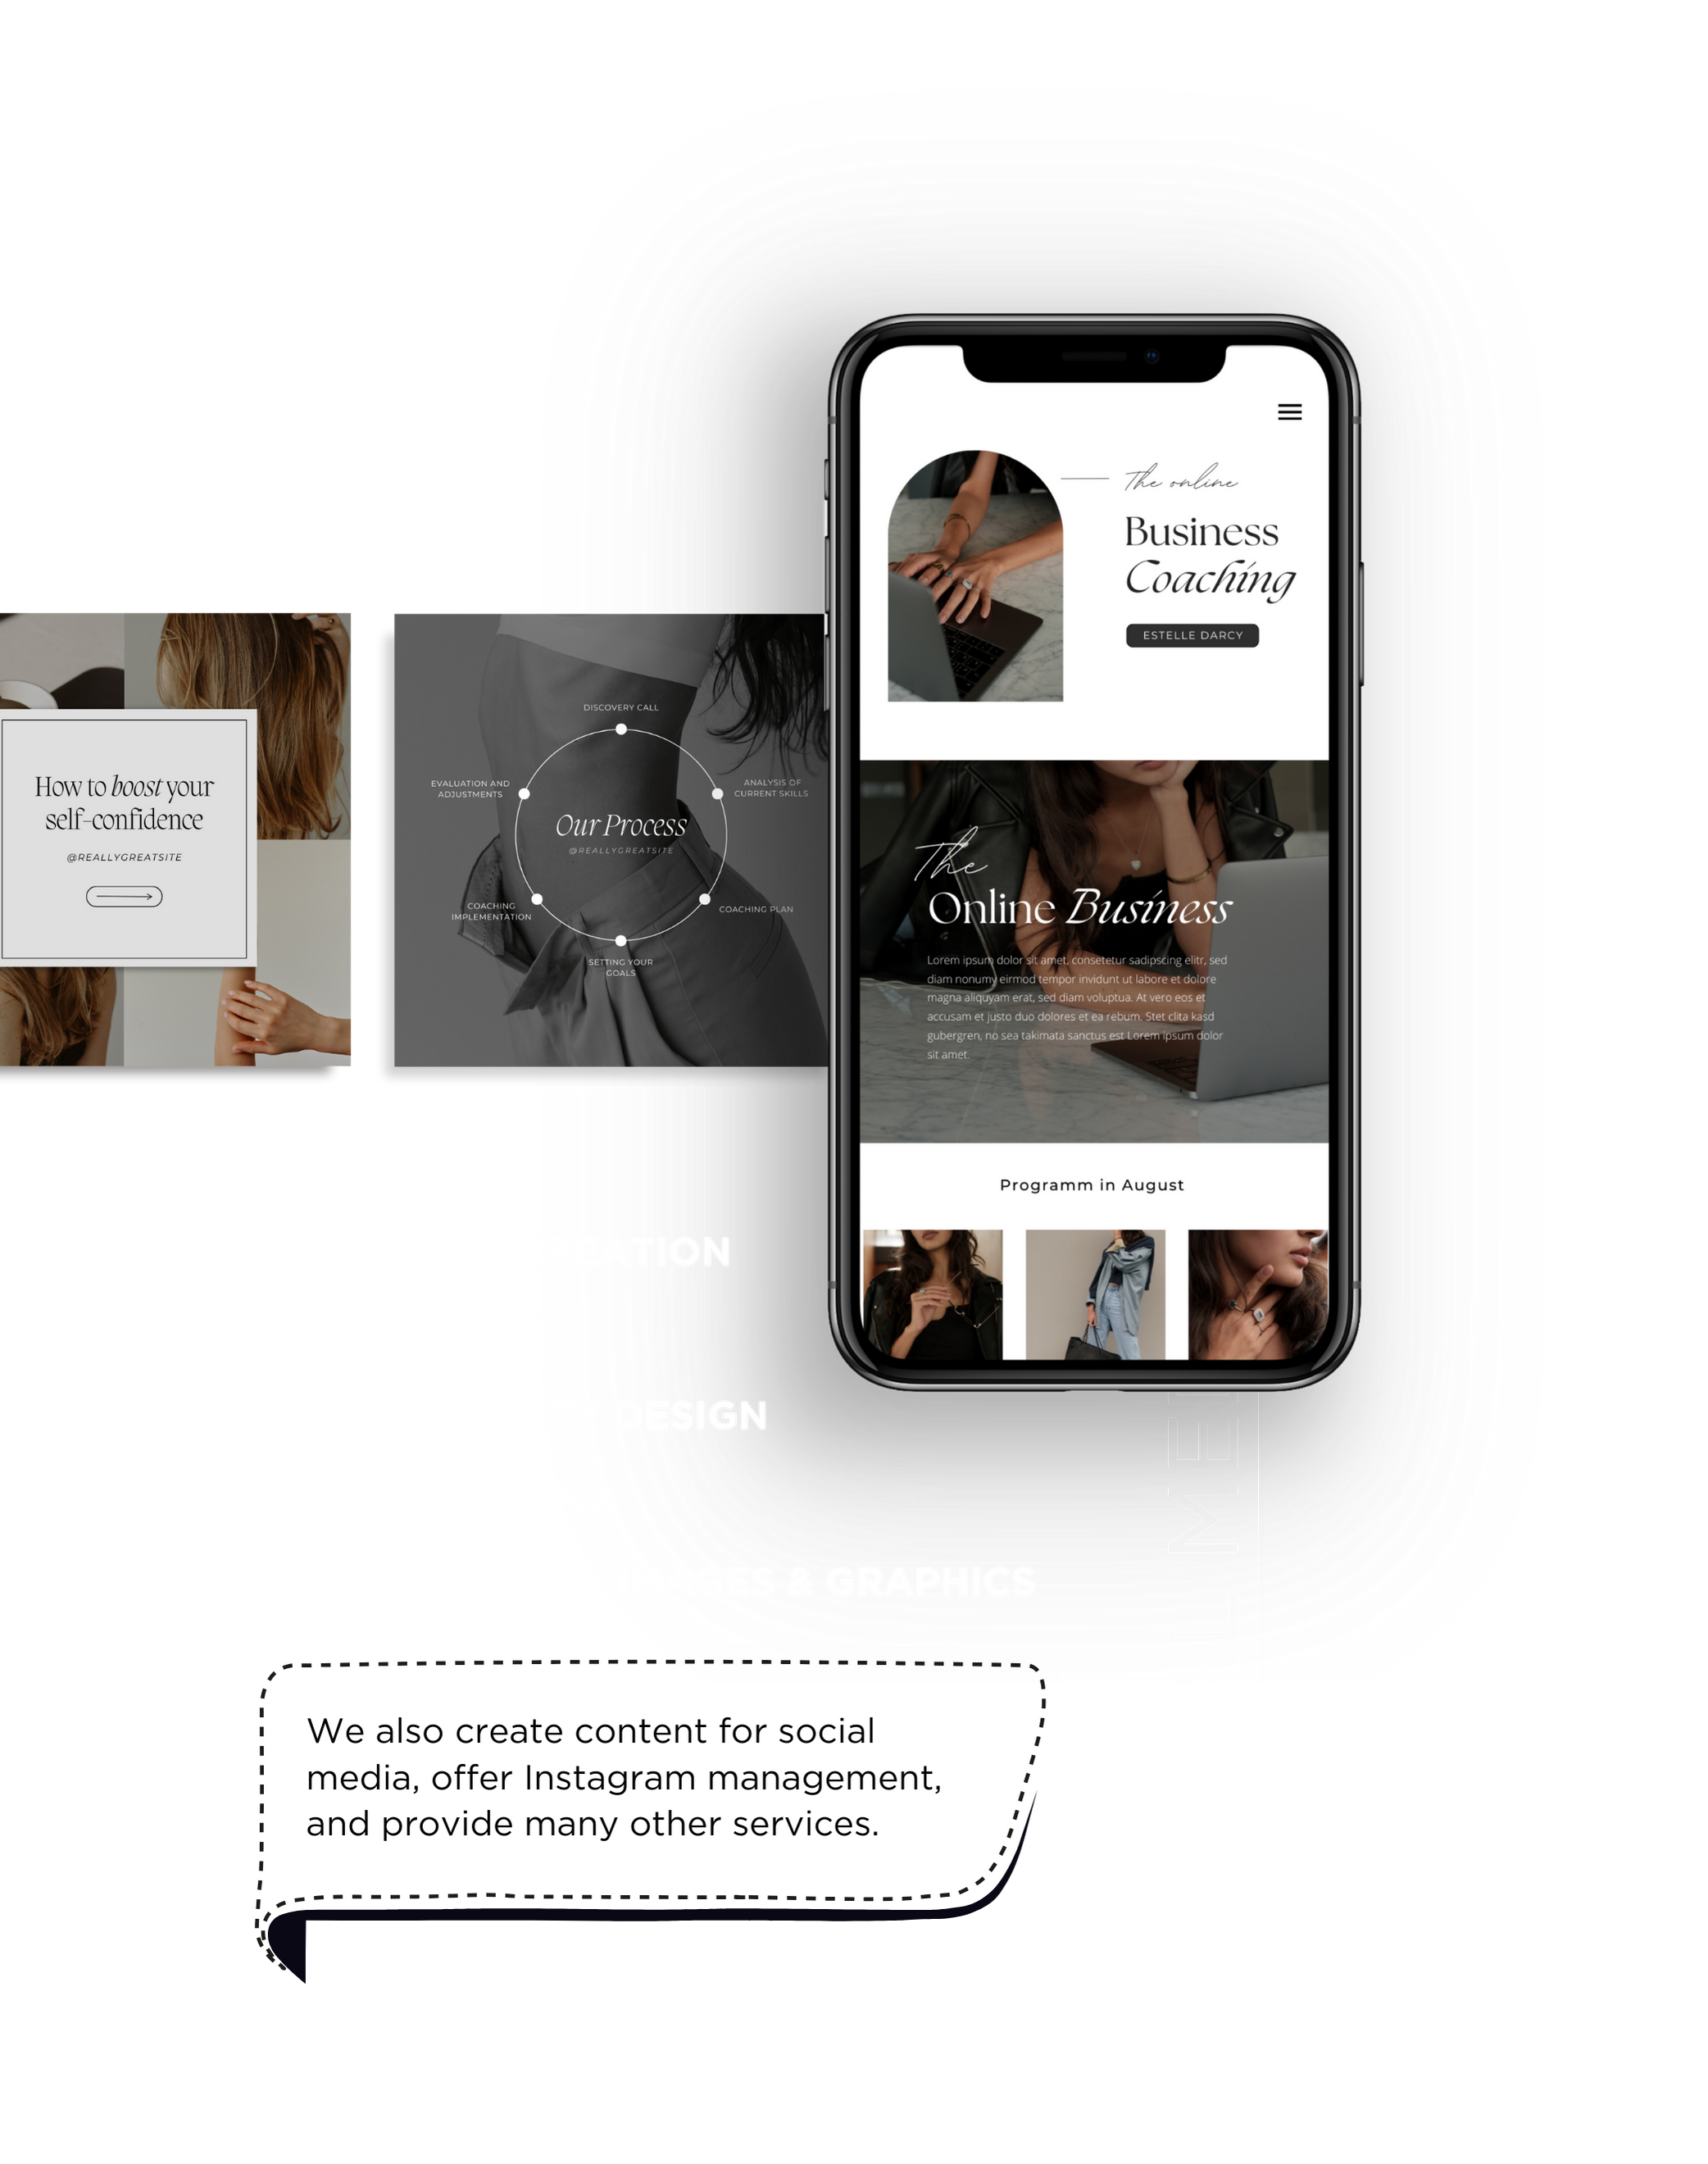 The online
Business
Coaching
ESTELLE DARCY
How to boost your
self-confidence
@REALLYGREATSITE
DISCOVERY CALL
EVALUATION AND
ADJUSTMENTS
ANALYSIS OF
CURRENT SKILLS
Our Process
@REALLYGREATSITE
COACHING
IMPLEMENTATION
COACHING PLAN
SETTING YOUR
GOALS
The
Online Business
Lorem ipsum dolor sit amet, consetetur sadipscing elitr, sed
diam nonumy eirmod tempor invidunt ut labore et dolore
magna aliquyam erat, sed diam voluptua. At vero eos et
accusam et justo duo dolores et ea rebum. Stet clita kasd
gubergren, no sea takimata sanctus est Lorem ipsum dolor
sit amet.
Programm in August
DESIGN
& GRAPHICS
We also create content for social
media, offer Instagram management,
and provide many other services.